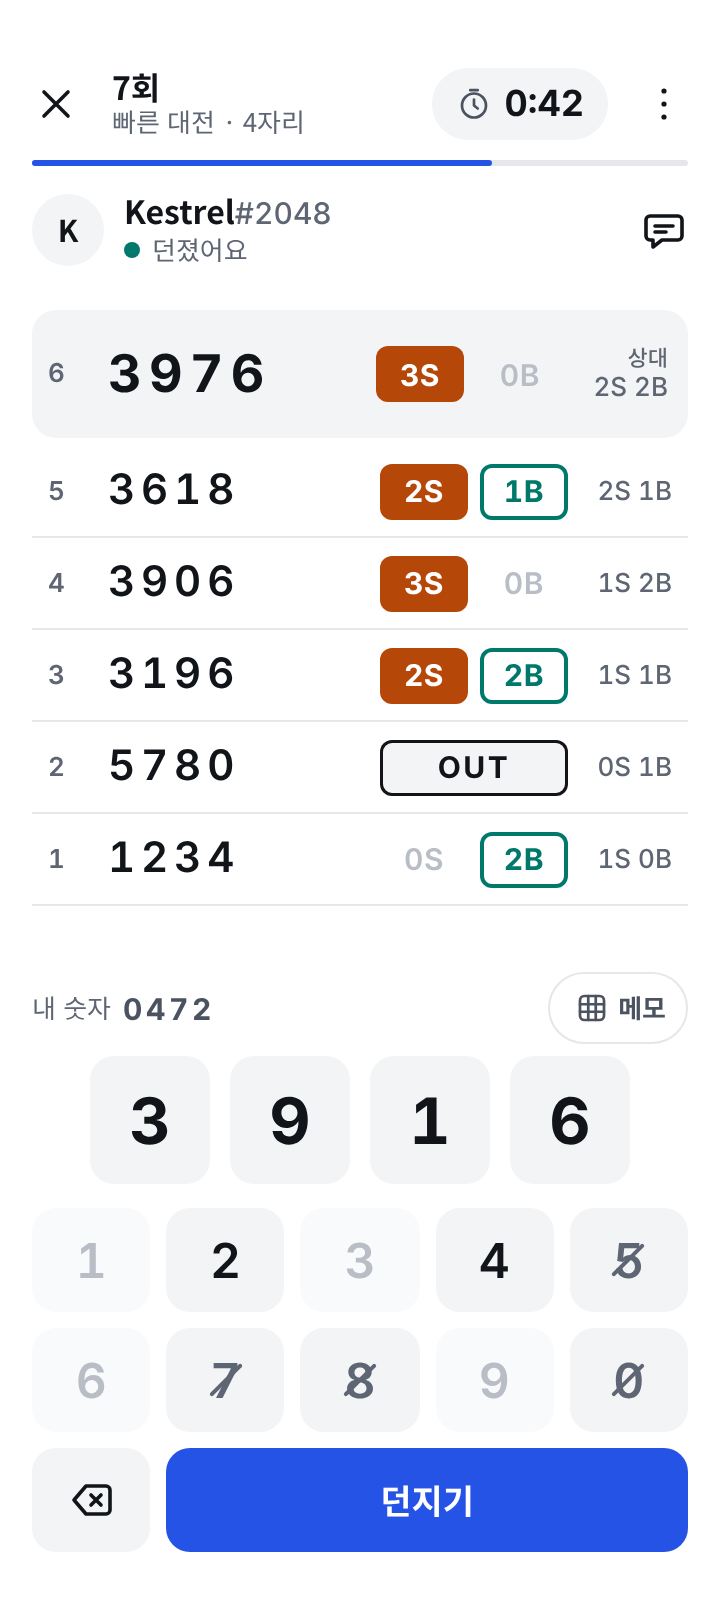 7회
빠른 대전 · 4자리
0:42
K
Kestrel#2048
던졌어요
6 3976 3S 0B 상대 2S 2B
5 3618 2S 1B 2S 1B
4 3906 3S 0B 1S 2B
3 3196 2S 2B 1S 1B
2 5780 OUT 0S 1B
1 1234 0S 2B 1S 0B
내 숫자 0472 메모
3 9 1 6
1 2 3 4 5
6 7 8 9 0
던지기